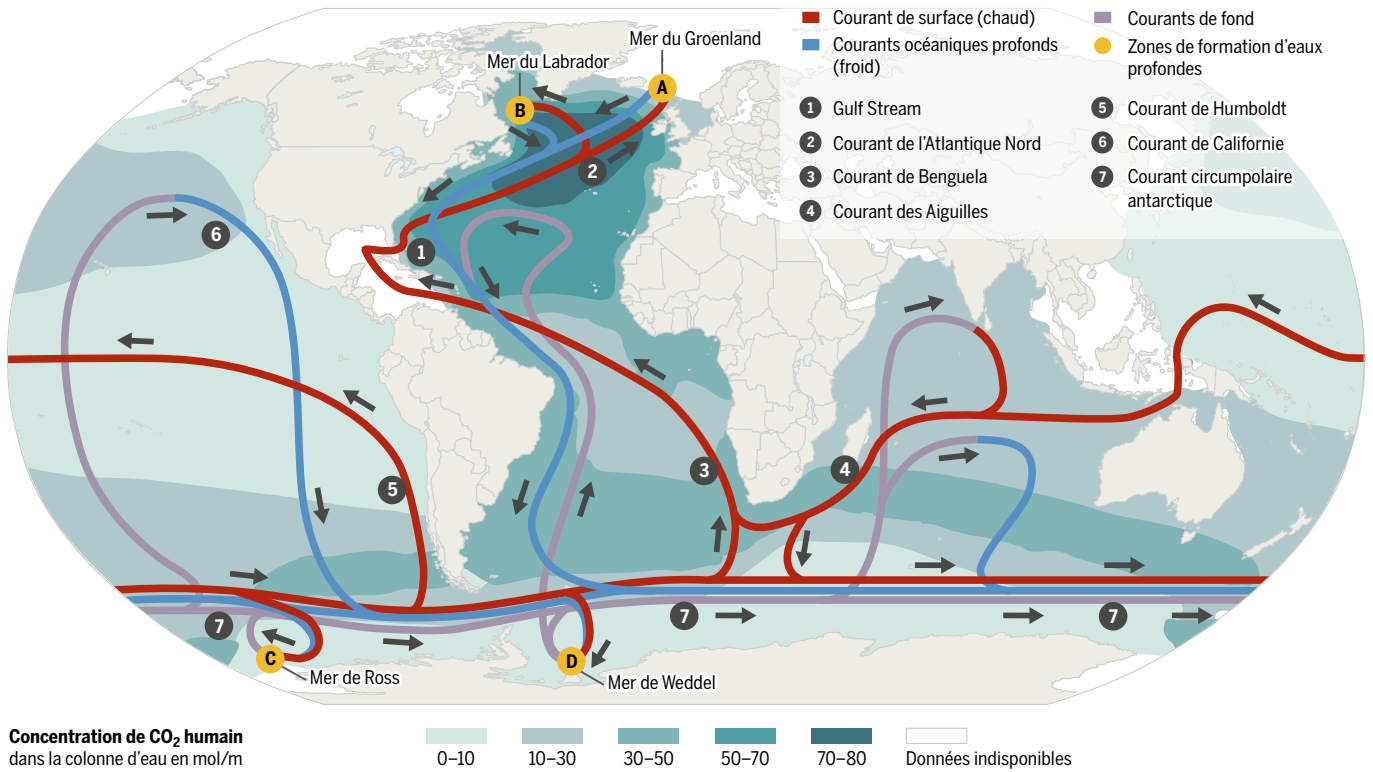 Courant de surface (chaud)
Courants océaniques profonds
(froid)
Courants de fond
Zones de formation d'eaux
profondes
1 Gulf Stream
2 Courant de l'Atlantique Nord
3 Courant de Benguela
4 Courant des Aiguilles
5 Courant de Humboldt
6 Courant de Californie
7 Courant circumpolaire
antarctique
Mer du Groenland
Mer du Labrador
A
B
2
6
1
3
4
5
7
7
7
C
D
Mer de Ross
Mer de Weddel
Concentration de CO₂ humain
dans la colonne d'eau en mol/m
0–10
10–30
30–50
50–70
70–80
Données indisponibles